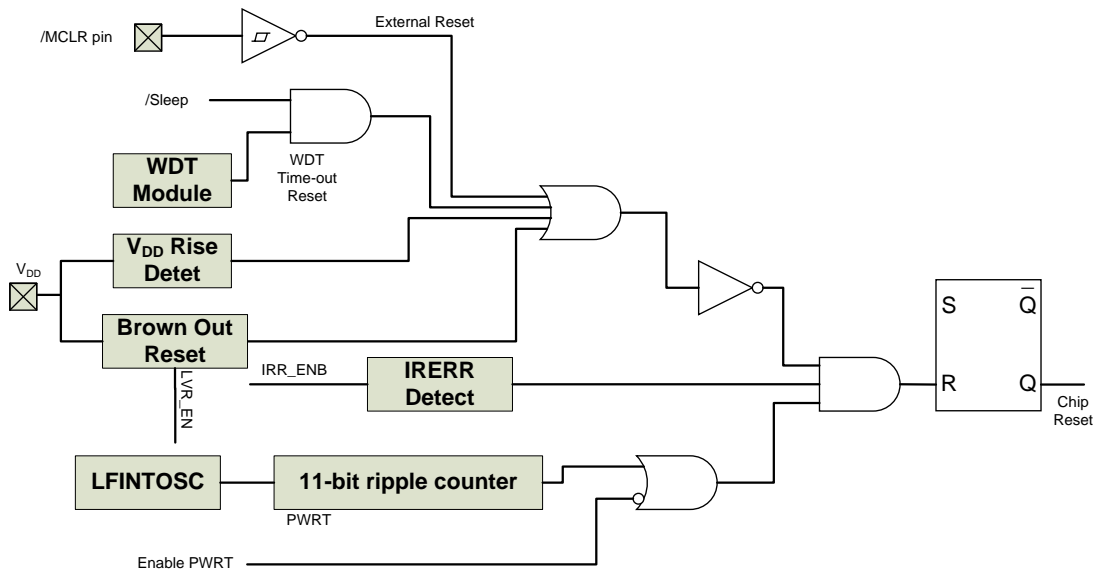 External Reset
/MCLR pin
/Sleep
WDT
Module
WDT
Time-out
Reset
VDD
VDD Rise
Detet
Brown Out
Reset
LVR_EN
IRR_ENB
IRERR
Detect
S
Q
R
Q
Chip
Reset
LFINTOSC
11-bit ripple counter
PWRT
Enable PWRT